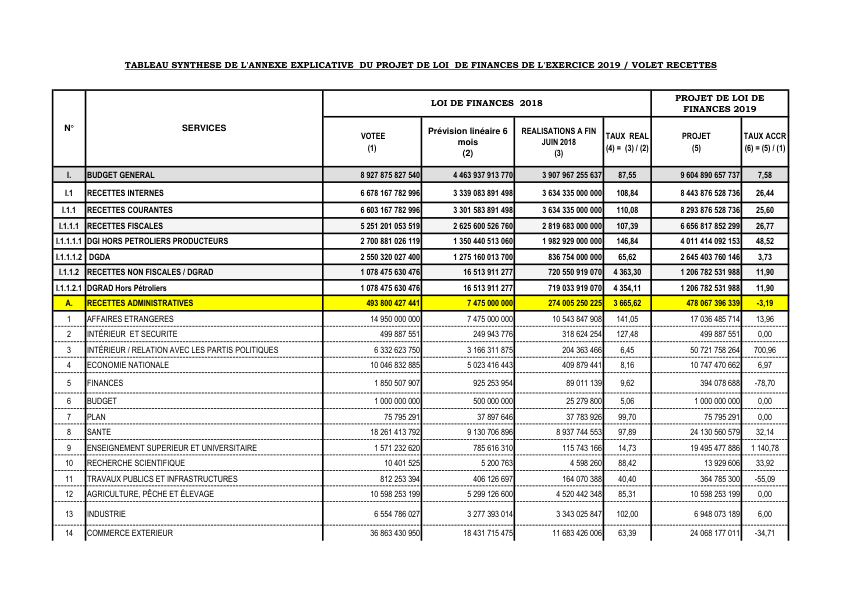 TABLEAU SYNTHESE DE L'ANNEXE EXPLICATIVE DU PROJET DE LOI DE FINANCES DE L'EXERCICE 2019 / VOLET RECETTES
N° SERVICES LOI DE FINANCES 2018 PROJET DE LOI DE FINANCES 2019
VOTEE (1) Prévision linéaire 6 mois (2) REALISATIONS A FIN JUIN 2018 (3) TAUX REAL (4) = (3) / (2) PROJET (5) TAUX ACCR (6) = (5) / (1)
I. BUDGET GENERAL 8 927 875 827 540 4 463 937 913 770 3 907 967 255 637 87,55 9 604 890 657 737 7,58
I.1 RECETTES INTERNES 6 678 167 782 996 3 339 083 891 498 3 634 335 000 000 108,84 8 443 876 528 736 26,44
I.1.1 RECETTES COURANTES 6 603 167 782 996 3 301 583 891 498 3 634 335 000 000 110,08 8 293 876 528 736 25,60
I.1.1.1 RECETTES FISCALES 5 251 201 053 519 2 625 600 526 760 2 819 683 000 000 107,39 6 656 817 852 299 26,77
I.1.1.1.1 DGI HORS PETROLIERS PRODUCTEURS 2 700 881 026 119 1 350 440 513 060 1 982 929 000 000 146,84 4 011 414 092 153 48,52
I.1.1.1.2 DGDA 2 550 320 027 400 1 275 160 013 700 836 754 000 000 65,62 2 645 403 760 146 3,73
I.1.1.2 RECETTES NON FISCALES / DGRAD 1 078 475 630 476 16 513 911 277 720 550 919 070 4 363,30 1 206 782 531 988 11,90
I.1.1.2.1 DGRAD Hors Pétroliers 1 078 475 630 476 16 513 911 277 719 033 919 070 4 354,11 1 206 782 531 988 11,90
A. RECETTES ADMINISTRATIVES 493 800 427 441 7 475 000 000 274 005 250 225 3 665,62 478 067 396 339 -3,19
1 AFFAIRES ETRANGERES 14 950 000 000 7 475 000 000 10 543 847 908 141,05 17 036 485 714 13,96
2 INTÉRIEUR ET SECURITE 499 887 551 249 943 776 318 624 254 127,48 499 887 551 0,00
3 INTÉRIEUR / RELATION AVEC LES PARTIS POLITIQUES 6 332 623 750 3 166 311 875 204 363 466 6,45 50 721 758 264 700,96
4 ECONOMIE NATIONALE 10 046 832 885 5 023 416 443 409 879 441 8,16 10 747 470 662 6,97
5 FINANCES 1 850 507 907 925 253 954 89 011 139 9,62 394 078 688 -78,70
6 BUDGET 1 000 000 000 500 000 000 25 279 800 5,06 1 000 000 000 0,00
7 PLAN 75 795 291 37 897 646 37 783 926 99,70 75 795 291 0,00
8 SANTE 18 261 413 792 9 130 706 896 8 937 744 553 97,89 24 130 560 579 32,14
9 ENSEIGNEMENT SUPERIEUR ET UNIVERSITAIRE 1 571 232 620 785 616 310 115 743 166 14,73 19 495 477 886 1 140,78
10 RECHERCHE SCIENTIFIQUE 10 401 525 5 200 763 4 598 260 88,42 13 929 606 33,92
11 TRAVAUX PUBLICS ET INFRASTRUCTURES 812 253 394 406 126 697 164 070 388 40,40 364 785 300 -55,09
12 AGRICULTURE, PÊCHE ET ÉLEVAGE 10 598 253 199 5 299 126 600 4 520 442 348 85,31 10 598 253 199 0,00
13 INDUSTRIE 6 554 786 027 3 277 393 014 3 343 025 847 102,00 6 948 073 189 6,00
14 COMMERCE EXTERIEUR 36 863 430 950 18 431 715 475 11 683 426 006 63,39 24 068 177 011 -34,71